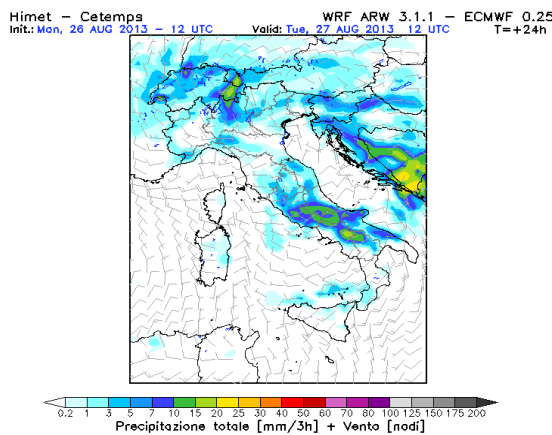 Himet – Cetemps WRF ARW 3.1.1 – ECMWF 0.25
Init.: Mon, 26 AUG 2013 – 12 UTC Valid: Tue, 27 AUG 2013 12 UTC T=+24h
0.2 1 3 5 7 10 15 20 25 30 40 50 60 70 80 100 125 150 175 200
Precipitazione totale [mm/3h] + Vento [nodi]